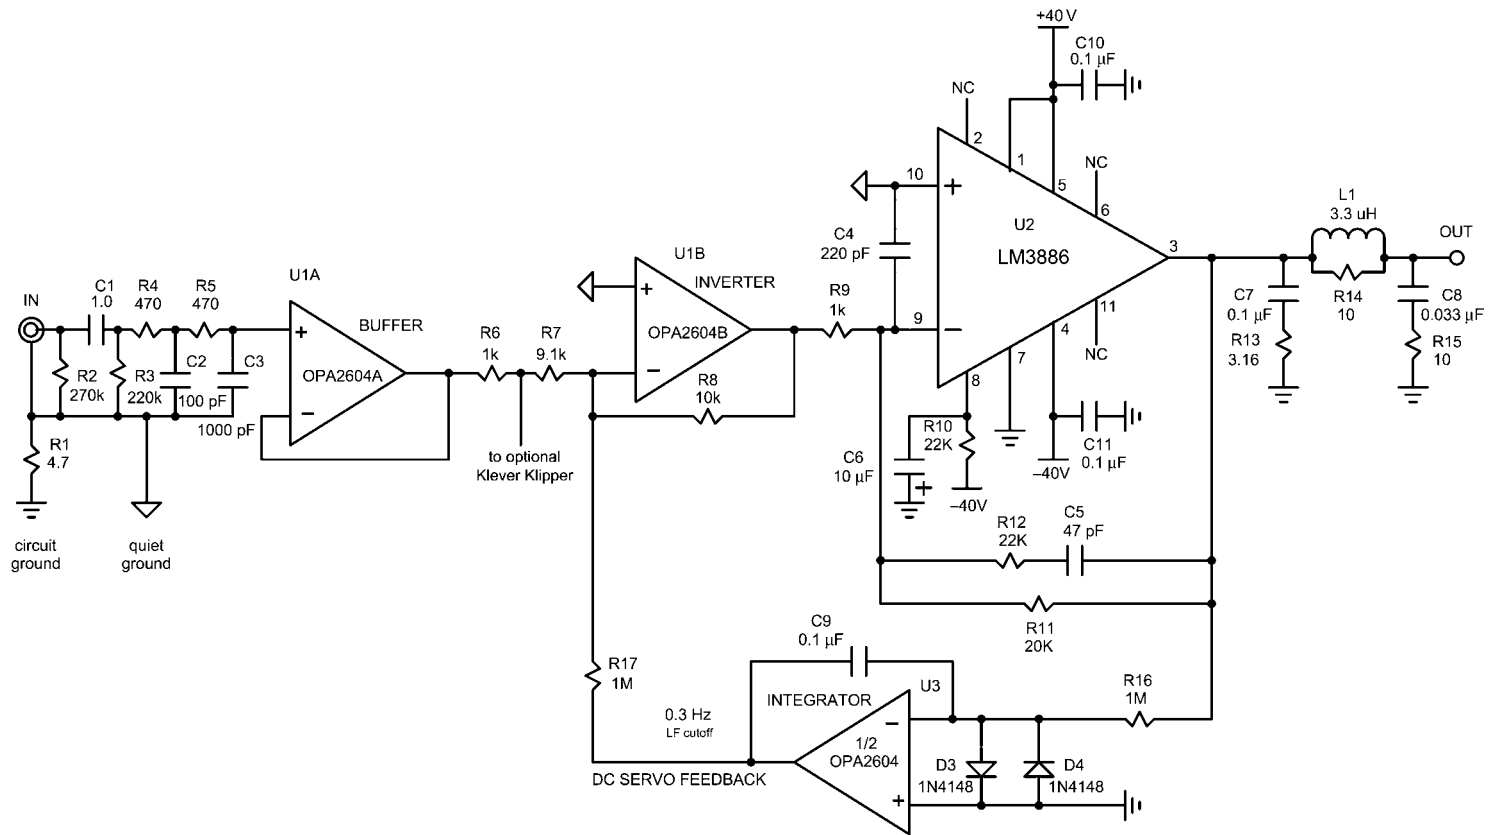 +40 V
C10
0.1 µF
NC
2
1
5
NC
6
10
+
U2
LM3886
3
L1
3.3 uH
OUT
C4
220 pF
R14
10
C7
0.1 µF
C8
0.033 µF
R13
3.16
R15
10
IN
C1
1.0
R4
470
R5
470
U1A
+
BUFFER
OPA2604A
−
R2
270k
R3
220k
C2
100 pF
C3
1000 pF
R1
4.7
circuit
ground
quiet
ground
R6
1k
R7
9.1k
to optional
Klever Klipper
U1B
INVERTER
+
OPA2604B
−
R8
10k
R9
1k
9
−
8
7
4
11
NC
R10
22K
C6
10 µF
+
–40V
C11
0.1 µF
–40V
R12
22K
C5
47 pF
R11
20K
C9
0.1 µF
R17
1M
INTEGRATOR
U3
R16
1M
0.3 Hz
LF cutoff
−
1/2
OPA2604
+
DC SERVO FEEDBACK
D3
1N4148
D4
1N4148